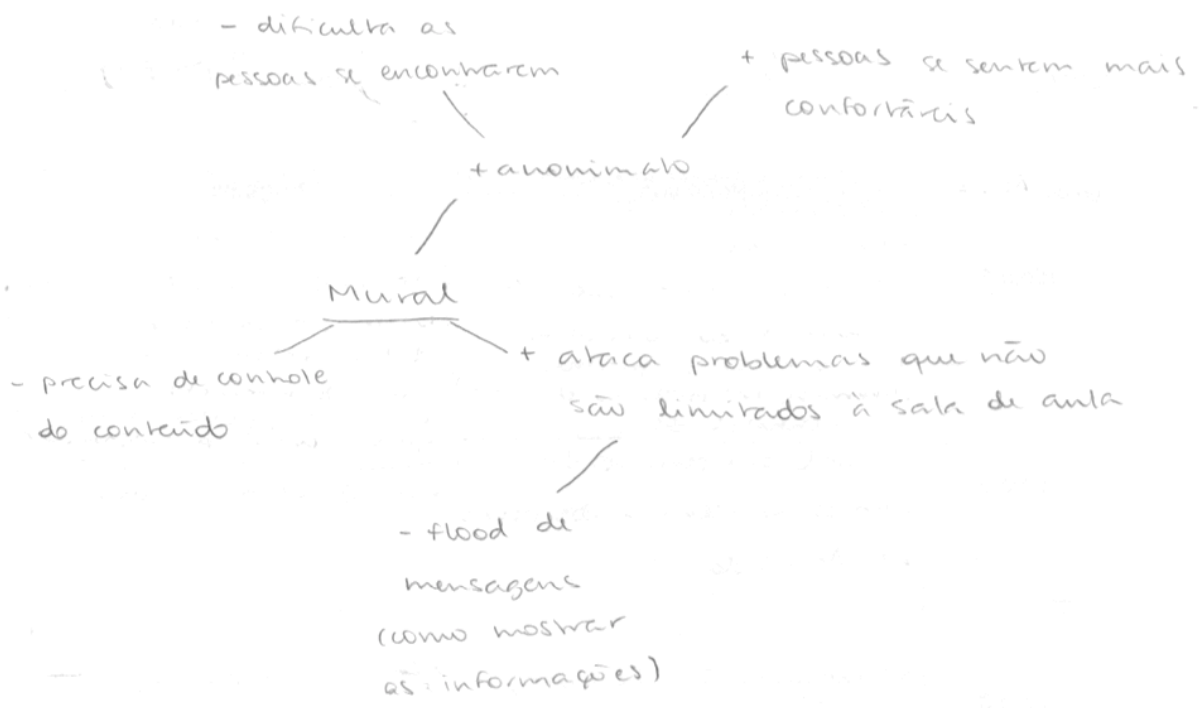 - dificulta as
pessoas se encontrarem
+ pessoas se sentem mais
confortáveis
+ anonimato
Mural
- precisa de controle
do conteúdo
+ ataca problemas que não
são limitados à sala de aula
- flood de
mensagens
(como mostrar
as informações)